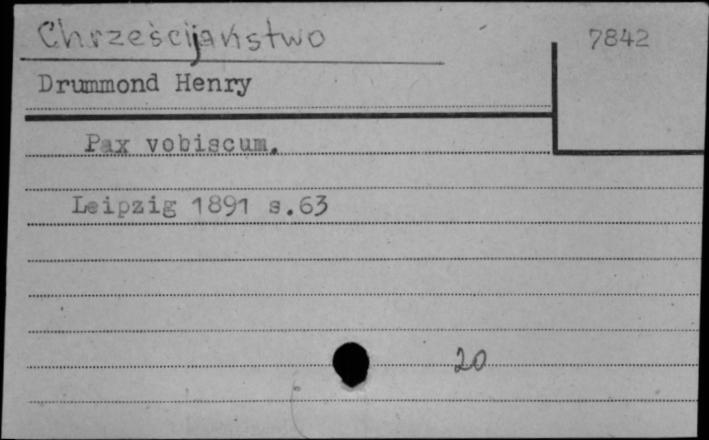 Chrześcijaństwo
7842
Drummond Henry
Pax vobiscum.
Leipzig 1891 s.63
20